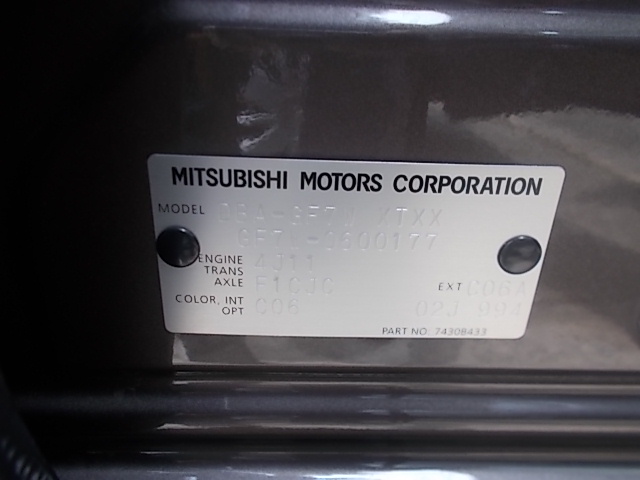 MITSUBISHI MOTORS CORPORATION
MODEL DBA-GF7W XTXX
GF7W-0600177
ENGINE 4J11
TRANS
AXLE F1CJC EXT C06A
COLOR, INT C06 02J 994
OPT
PART NO. 7430B433